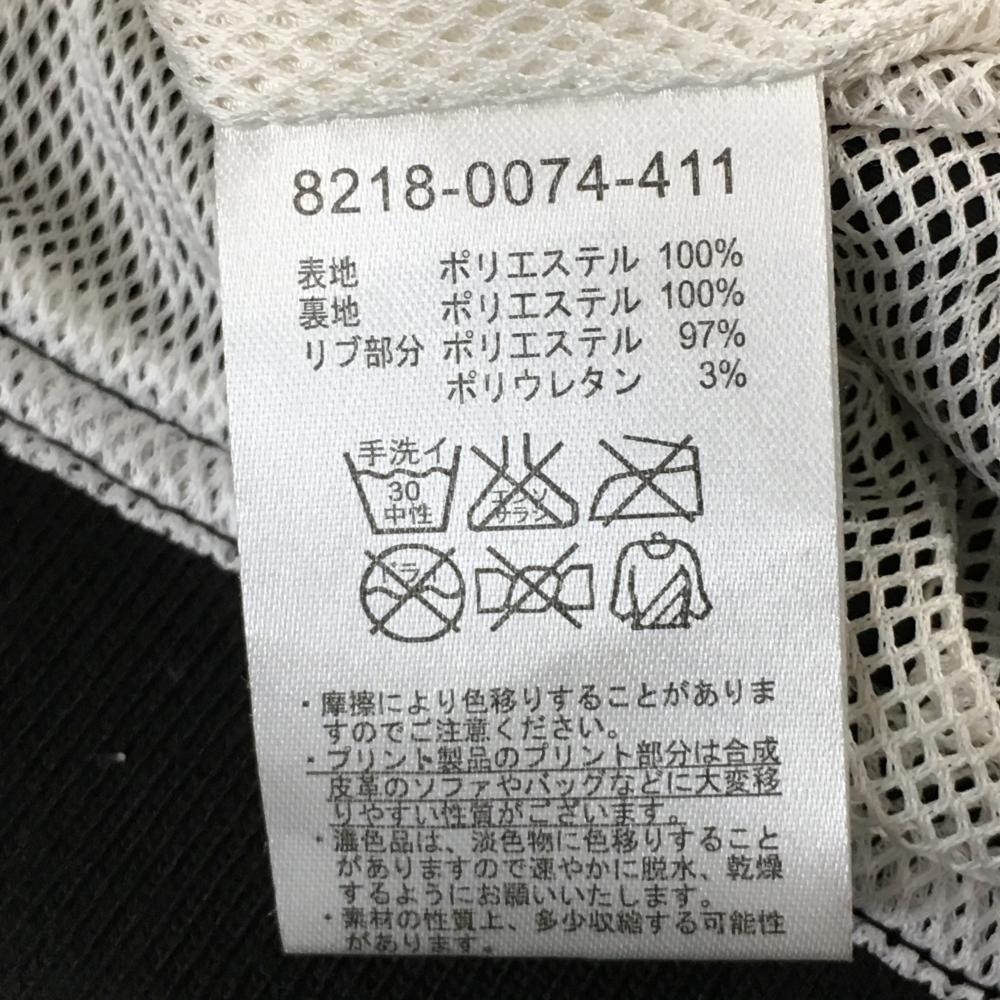 8218-0074-411
表地 ポリエステル 100%
裏地 ポリエステル 100%
リブ部分 ポリエステル 97%
ポリウレタン 3%
手洗イ
30
中性
エンソ
サラシ
ドライ
・摩擦により色移りすることがありま
すのでご注意ください。
・プリント製品のプリント部分は合成
皮革のソファやバッグなどに大変移
りやすい性質がございます。
・濃色品は、淡色物に色移りすること
がありますので速やかに脱水、乾燥
するようにお願いいたします。
・素材の性質上、多少収縮する可能性
があります。